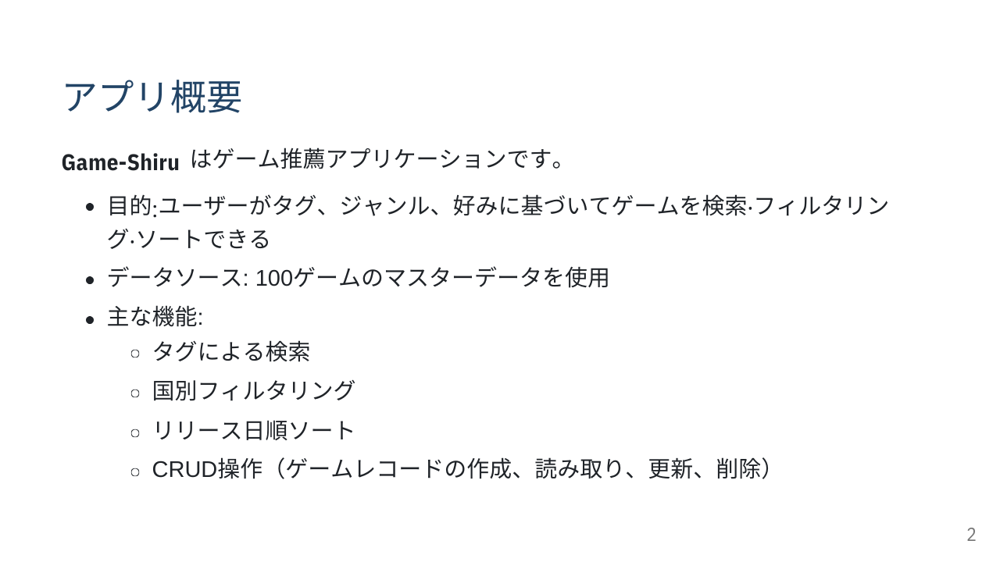 アプリ概要
Game-Shiru はゲーム推薦アプリケーションです。
• 目的:ユーザーがタグ、ジャンル、好みに基づいてゲームを検索·フィルタリン
グ·ソートできる
• データソース: 100ゲームのマスターデータを使用
• 主な機能:
○ タグによる検索
○ 国別フィルタリング
○ リリース日順ソート
○ CRUD操作（ゲームレコードの作成、読み取り、更新、削除）
2